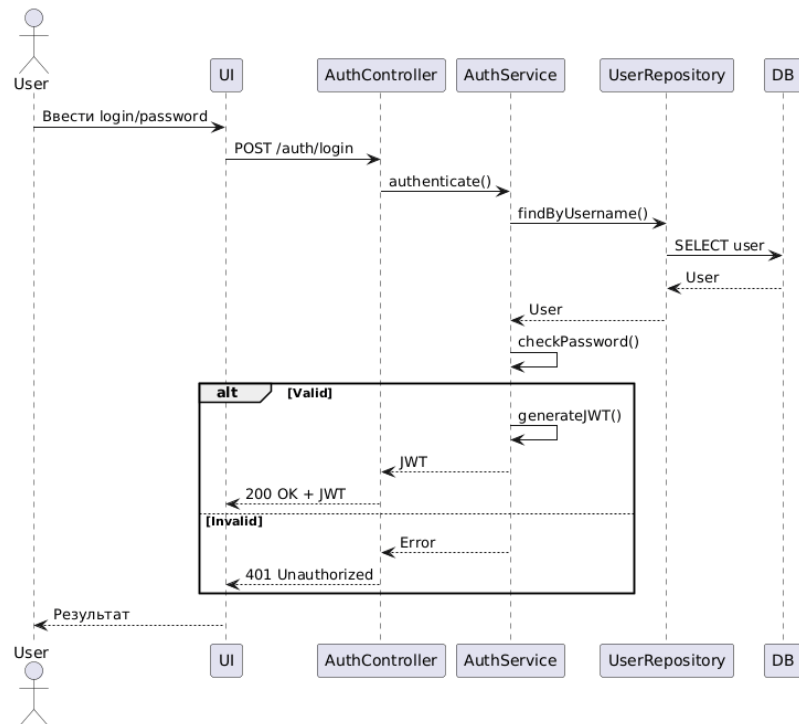 User
UI
AuthController
AuthService
UserRepository
DB
Ввести login/password
POST /auth/login
authenticate()
findByUsername()
SELECT user
User
User
checkPassword()
alt [Valid]
generateJWT()
JWT
200 OK + JWT
[Invalid]
Error
401 Unauthorized
Результат
User
UI
AuthController
AuthService
UserRepository
DB